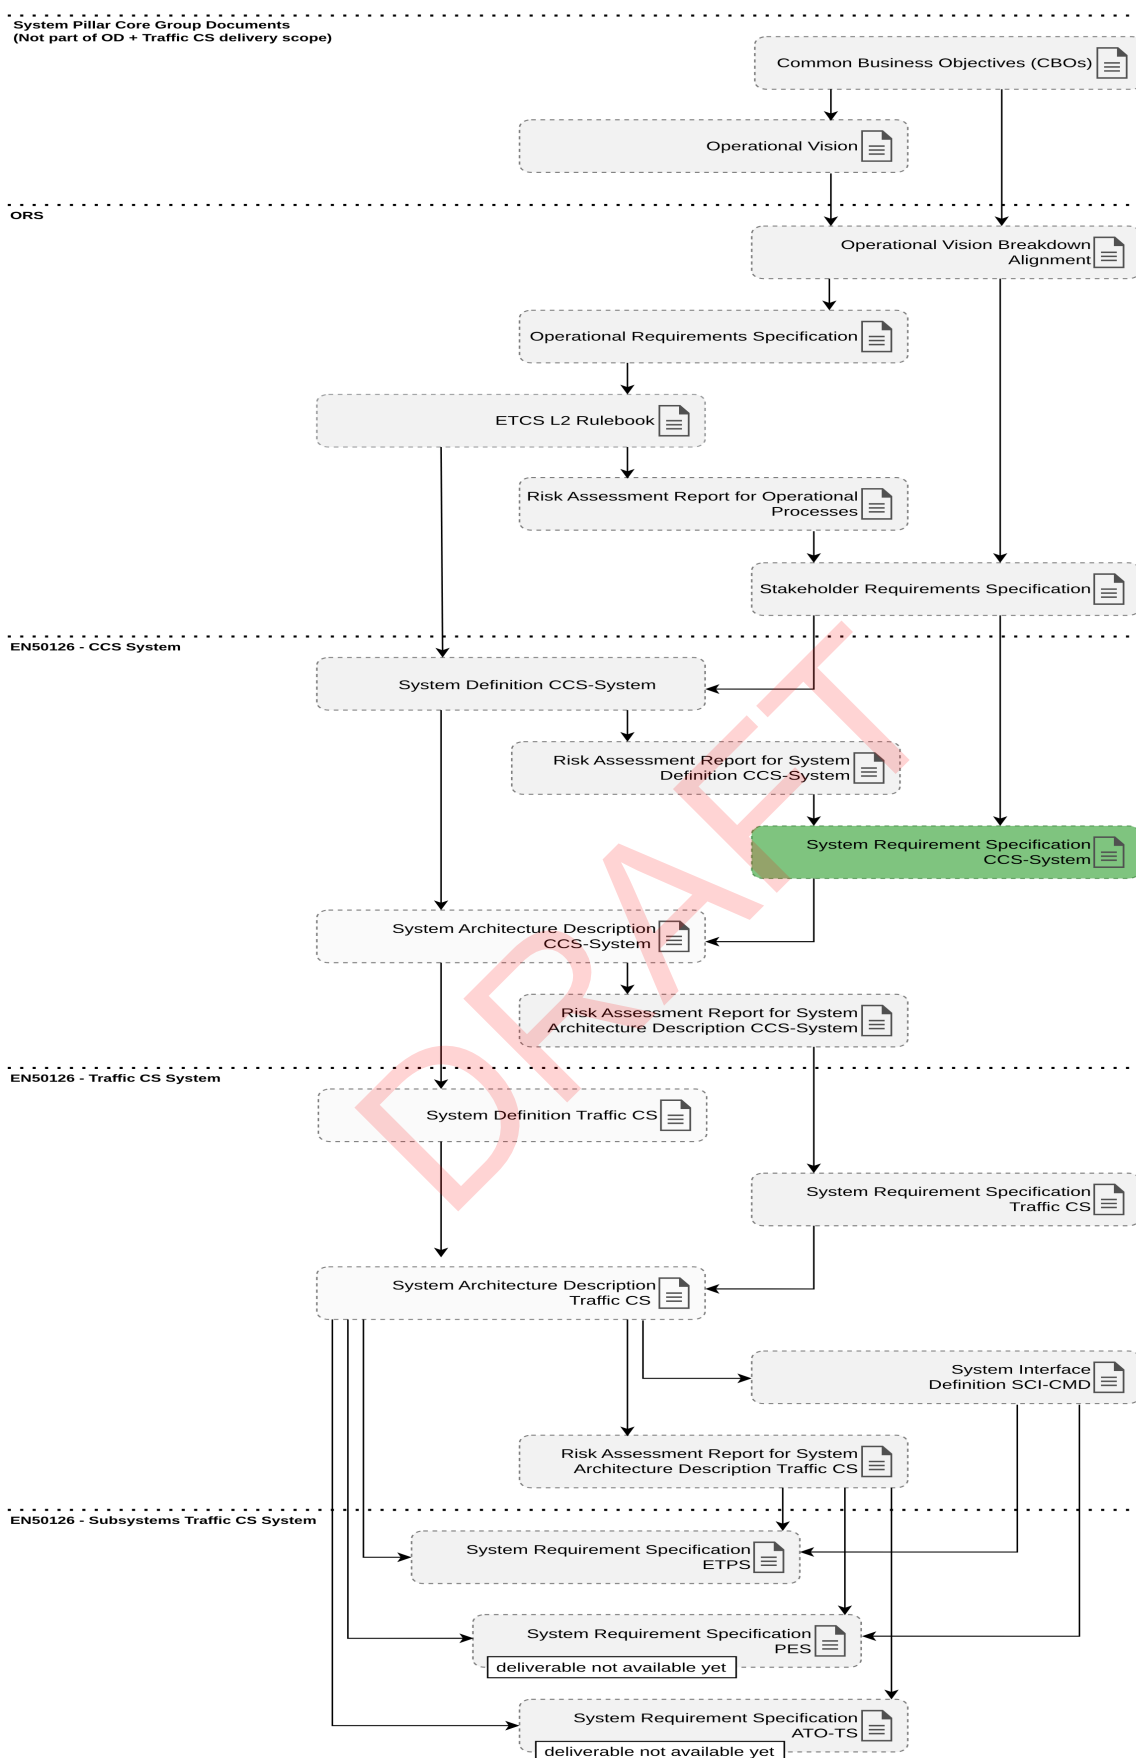 System Pillar Core Group Documents
(Not part of OD + Traffic CS delivery scope)
Common Business Objectives (CBOs)
Operational Vision
ORS
Operational Vision Breakdown
Alignment
Operational Requirements Specification
ETCS L2 Rulebook
Risk Assessment Report for Operational
Processes
Stakeholder Requirements Specification
EN50126 - CCS System
System Definition CCS-System
Risk Assessment Report for System
Definition CCS-System
System Requirement Specification
CCS-System
System Architecture Description
CCS-System
Risk Assessment Report for System
Architecture Description CCS-System
EN50126 - Traffic CS System
System Definition Traffic CS
System Requirement Specification
Traffic CS
System Architecture Description
Traffic CS
System Interface
Definition SCI-CMD
Risk Assessment Report for System
Architecture Description Traffic CS
EN50126 - Subsystems Traffic CS System
System Requirement Specification
ETPS
System Requirement Specification
PES
deliverable not available yet
System Requirement Specification
ATO-TS
deliverable not available yet
DRAFT